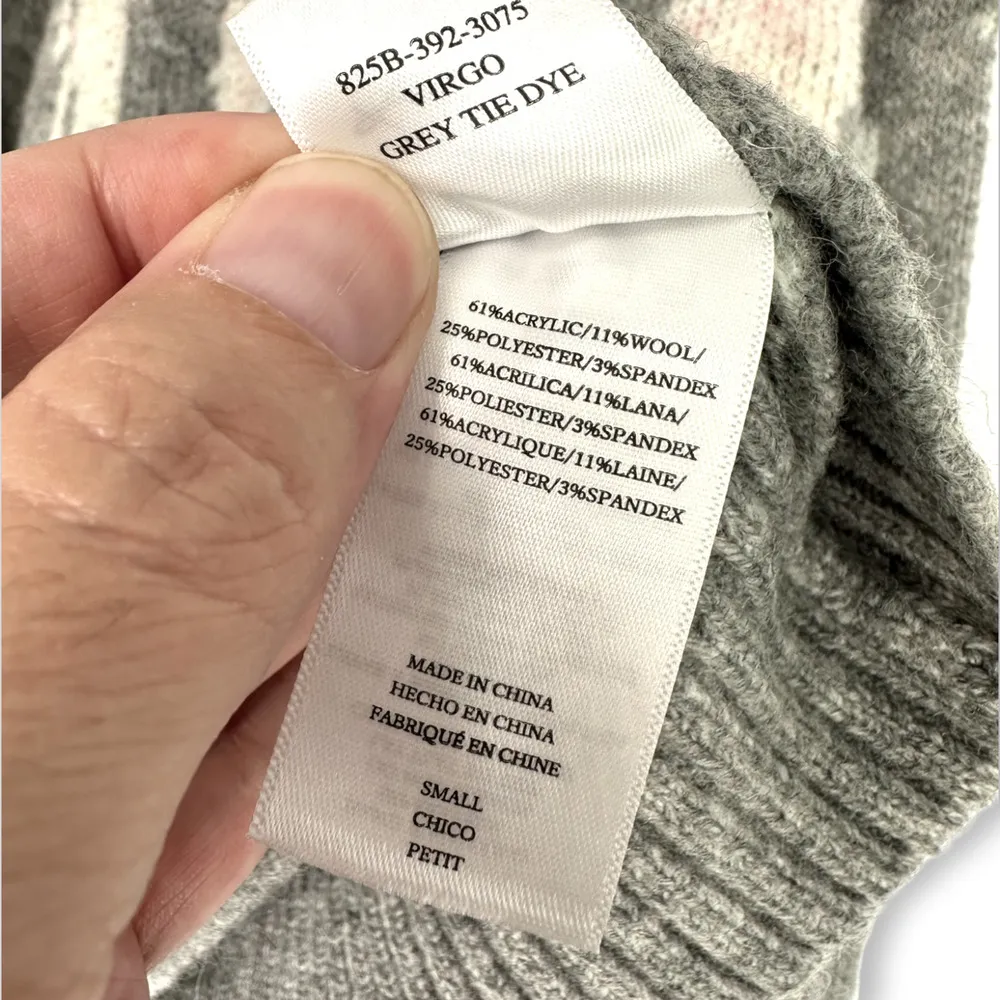 825B-392-3075
VIRGO
GREY TIE DYE
61%ACRYLIC/11%WOOL/
25%POLYESTER/3%SPANDEX
61%ACRILICA/11%LANA/
25%POLIESTER/3%SPANDEX
61%ACRYLIQUE/11%LAINE/
25%POLYESTER/3%SPANDEX
MADE IN CHINA
HECHO EN CHINA
FABRIQUÉ EN CHINE
SMALL
CHICO
PETIT